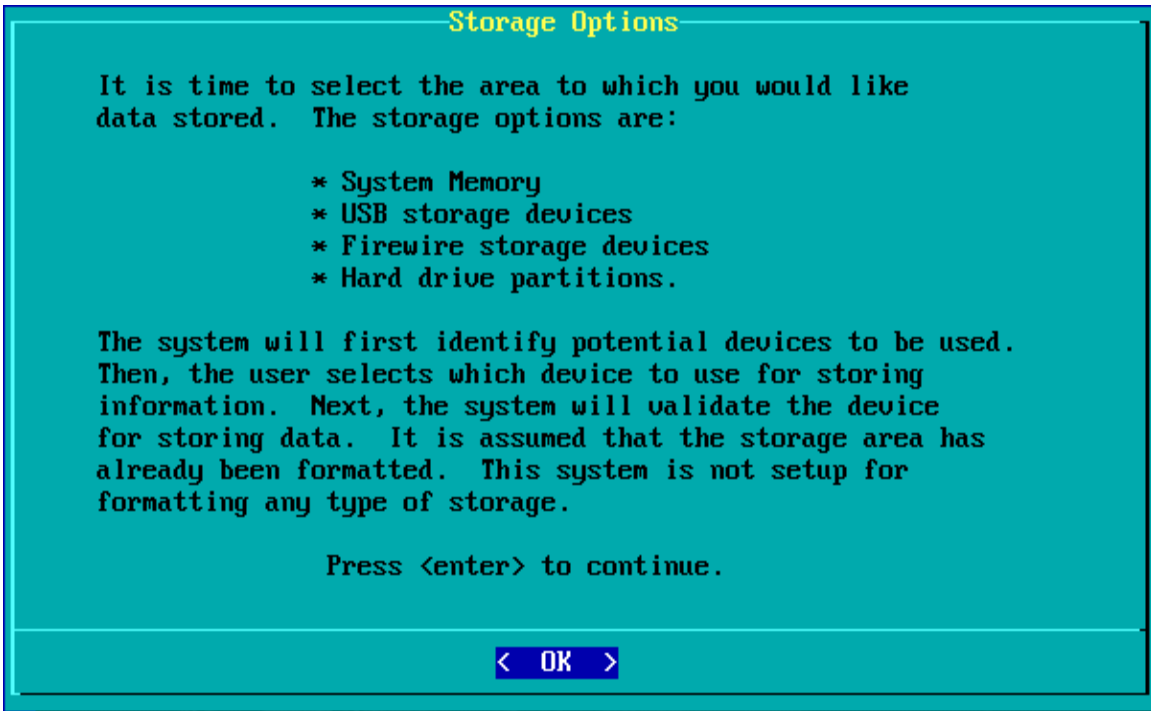 Storage Options
It is time to select the area to which you would like
data stored.  The storage options are:
* System Memory
* USB storage devices
* Firewire storage devices
* Hard drive partitions.
The system will first identify potential devices to be used.
Then, the user selects which device to use for storing
information.  Next, the system will validate the device
for storing data.  It is assumed that the storage area has
already been formatted.  This system is not setup for
formatting any type of storage.
Press <enter> to continue.
<  OK  >